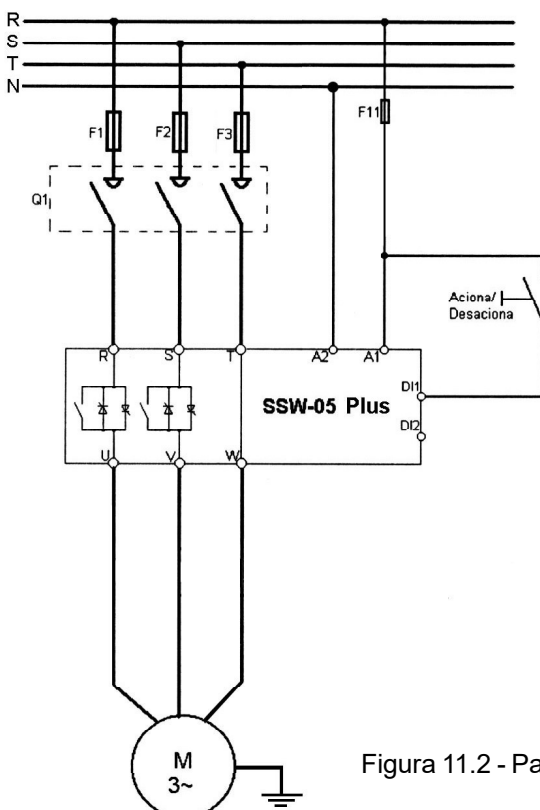 R
S
T
N
F1
F2
F3
F11
Q1
Aciona/
Desaciona
R
S
T
A2
A1
SSW-05 Plus
DI1
DI2
U
V
W
M
3~
Figura 11.2 - Pa